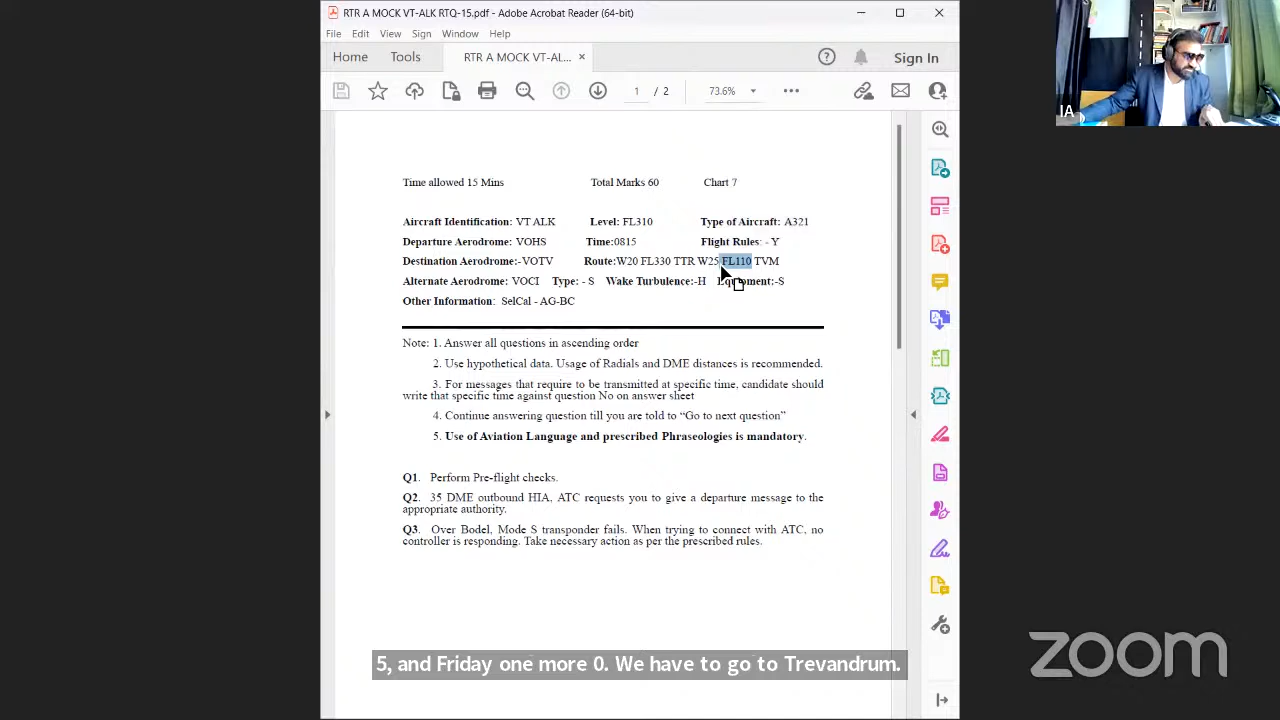 RTR A MOCK VT-ALK RTQ-15.pdf - Adobe Acrobat Reader (64-bit)
File Edit View Sign Window Help
Home Tools RTR A MOCK VT-AL... × Sign In
1 / 2 73.6%
IA
Time allowed 15 Mins Total Marks 60 Chart 7
Aircraft Identification: VT ALK Level: FL310 Type of Aircraft: A321
Departure Aerodrome: VOHS Time:0815 Flight Rules: - Y
Destination Aerodrome:-VOTV Route:W20 FL330 TTR W25 FL110 TVM
Alternate Aerodrome: VOCI Type: - S Wake Turbulence:-H Equipment:-S
Other Information: SelCal - AG-BC
Note: 1. Answer all questions in ascending order
2. Use hypothetical data. Usage of Radials and DME distances is recommended.
3. For messages that require to be transmitted at specific time, candidate should
write that specific time against question No on answer sheet
4. Continue answering question till you are told to “Go to next question”
5. Use of Aviation Language and prescribed Phraseologies is mandatory.
Q1. Perform Pre-flight checks.
Q2. 35 DME outbound HIA, ATC requests you to give a departure message to the
appropriate authority.
Q3. Over Bodel, Mode S transponder fails. When trying to connect with ATC, no
controller is responding. Take necessary action as per the prescribed rules.
5, and Friday one more 0. We have to go to Trevandrum.
zoom